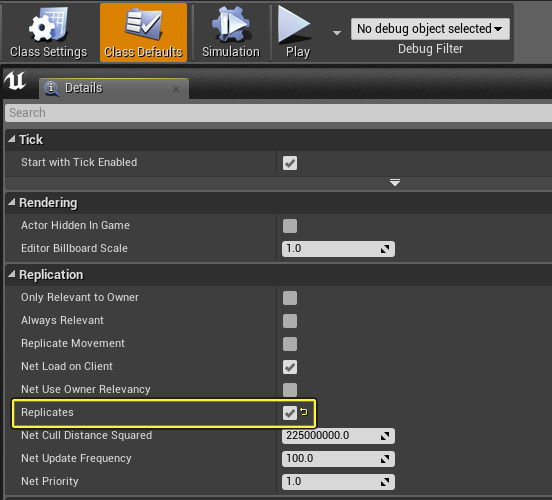 Class Settings
Class Defaults
Simulation
Play
No debug object selected
Debug Filter
Details
Search
Tick
Start with Tick Enabled
Rendering
Actor Hidden In Game
Editor Billboard Scale
1.0
Replication
Only Relevant to Owner
Always Relevant
Replicate Movement
Net Load on Client
Net Use Owner Relevancy
Replicates
Net Cull Distance Squared
225000000.0
Net Update Frequency
100.0
Net Priority
1.0